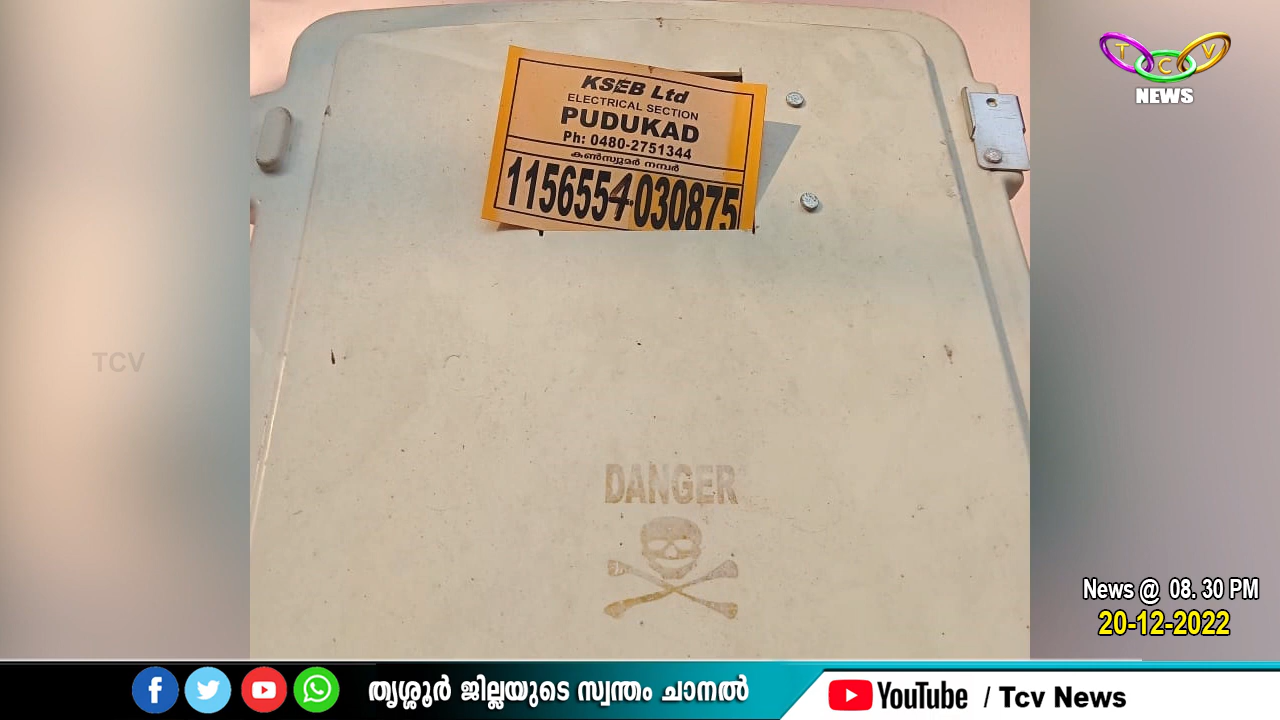 KSEB Ltd
ELECTRICAL SECTION
PUDUKAD
Ph: 0480-2751344
കൺസ്യുമർ നമ്പർ
1156554030875
DANGER
T C V
NEWS
TCV
News @ 08. 30 PM
20-12-2022
തൃശ്ശൂർ ജില്ലയുടെ സ്വന്തം ചാനൽ
YouTube / Tcv News